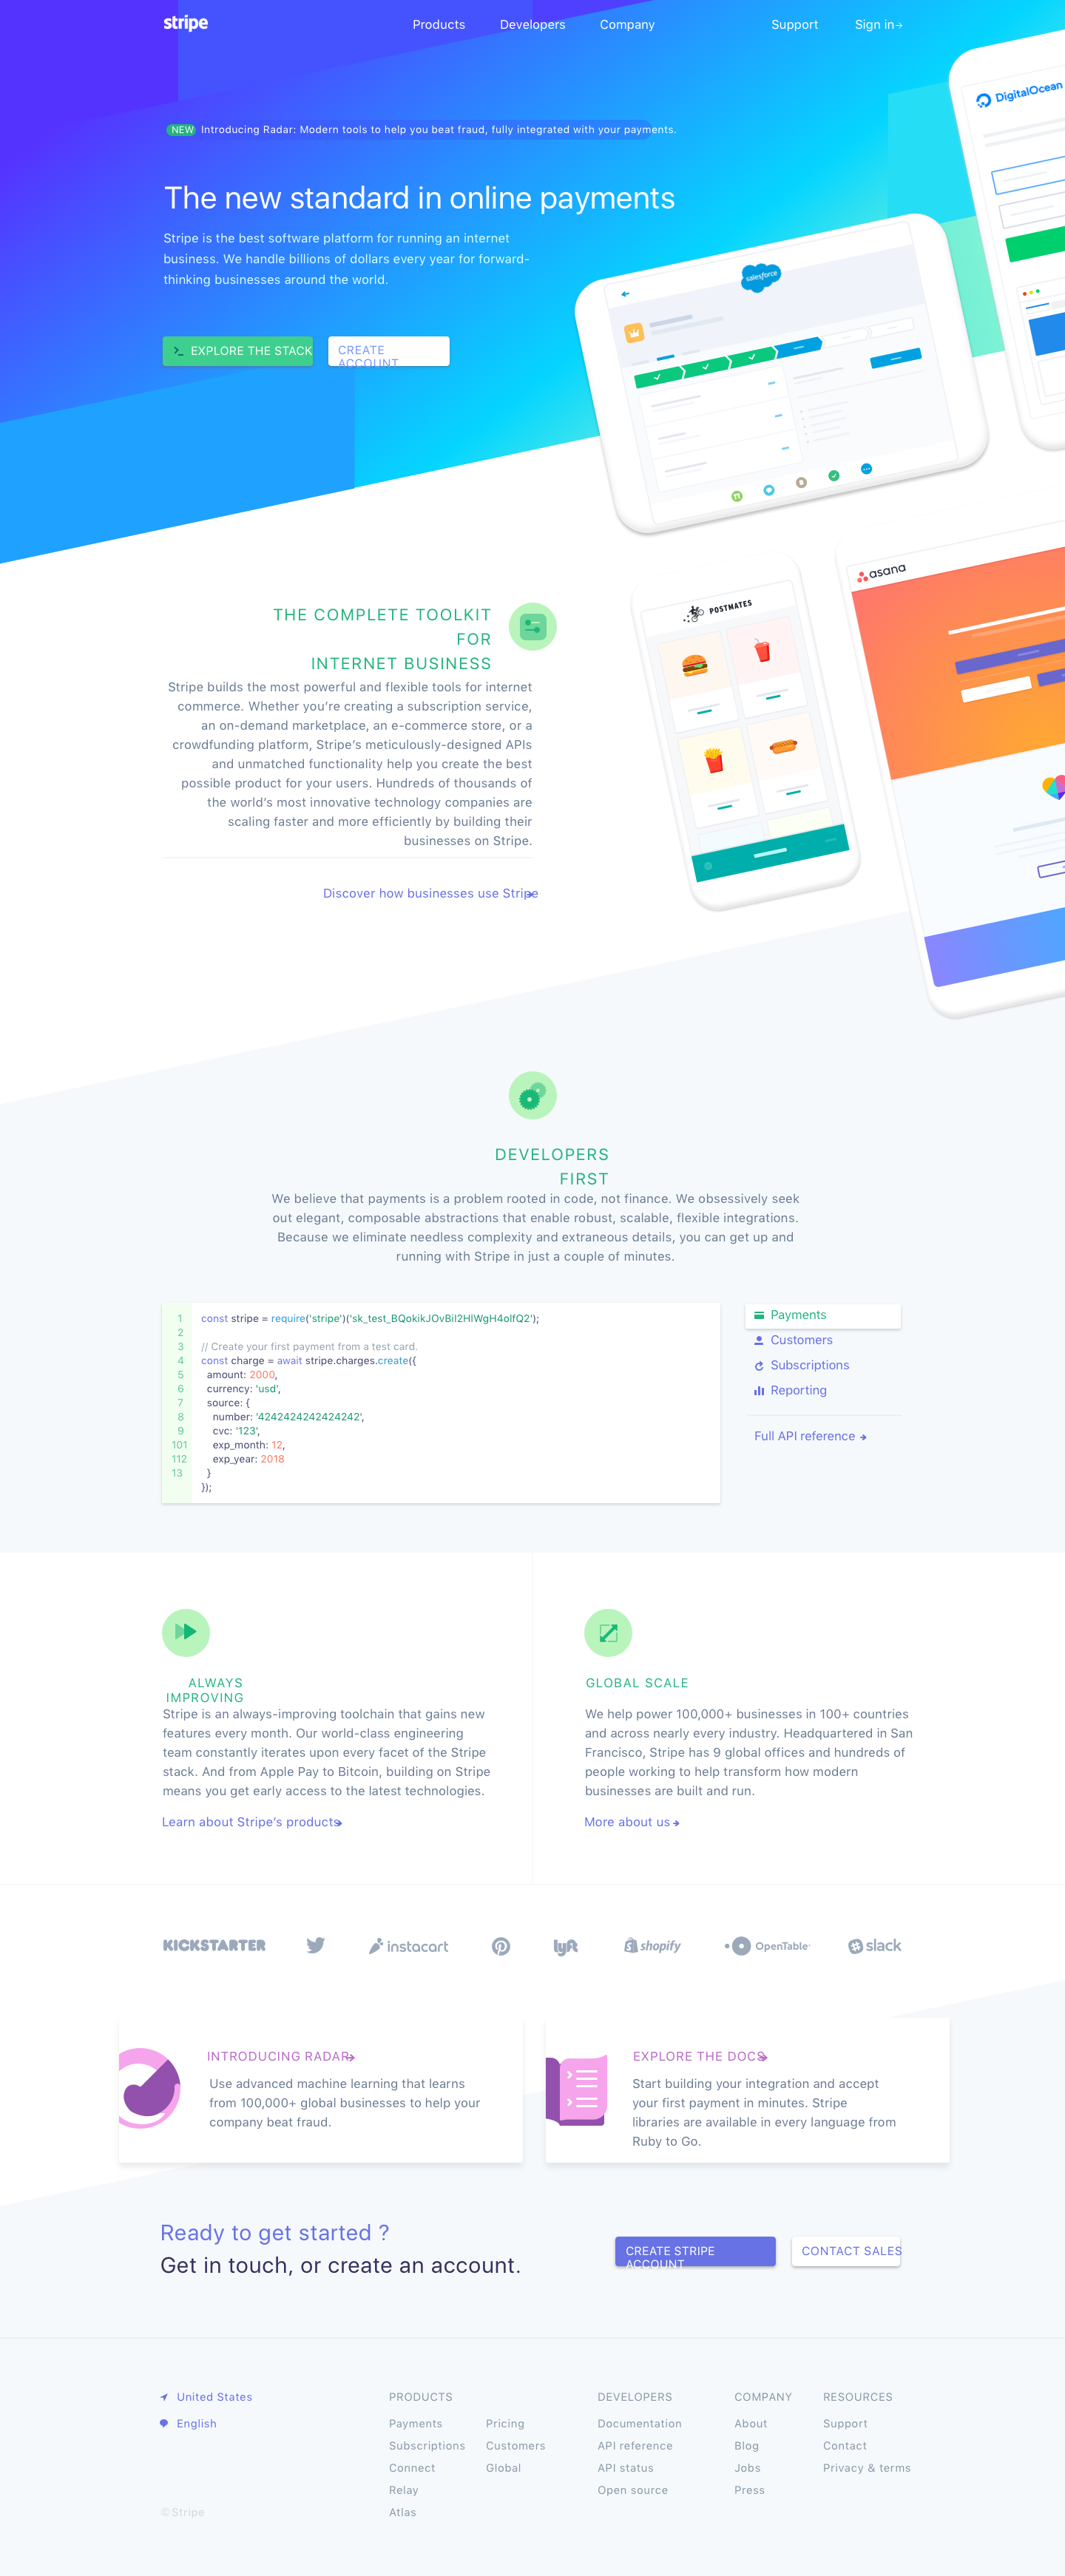 stripe
Products Developers Company Support Sign in
DigitalOcean
NEW Introducing Radar: Modern tools to help you beat fraud, fully integrated with your payments.
The new standard in online payments
Stripe is the best software platform for running an internet
business. We handle billions of dollars every year for forward-
thinking businesses around the world.
salesforce
EXPLORE THE STACK
CREATE
ACCOUNT
asana
POSTMATES
THE COMPLETE TOOLKIT
FOR
INTERNET BUSINESS
Stripe builds the most powerful and flexible tools for internet
commerce. Whether you’re creating a subscription service,
an on-demand marketplace, an e-commerce store, or a
crowdfunding platform, Stripe’s meticulously-designed APIs
and unmatched functionality help you create the best
possible product for your users. Hundreds of thousands of
the world’s most innovative technology companies are
scaling faster and more efficiently by building their
businesses on Stripe.
Discover how businesses use Stripe
DEVELOPERS
FIRST
We believe that payments is a problem rooted in code, not finance. We obsessively seek
out elegant, composable abstractions that enable robust, scalable, flexible integrations.
Because we eliminate needless complexity and extraneous details, you can get up and
running with Stripe in just a couple of minutes.
1 const stripe = require('stripe')('sk_test_BQokikJOvBiI2HlWgH4olfQ2');
2
3 // Create your first payment from a test card.
4 const charge = await stripe.charges.create({
5 amount: 2000,
6 currency: 'usd',
7 source: {
8 number: '4242424242424242',
9 cvc: '123',
101 exp_month: 12,
112 exp_year: 2018
13 }
});
Payments
Customers
Subscriptions
Reporting
Full API reference
ALWAYS
IMPROVING
Stripe is an always-improving toolchain that gains new
features every month. Our world-class engineering
team constantly iterates upon every facet of the Stripe
stack. And from Apple Pay to Bitcoin, building on Stripe
means you get early access to the latest technologies.
Learn about Stripe’s products
GLOBAL SCALE
We help power 100,000+ businesses in 100+ countries
and across nearly every industry. Headquartered in San
Francisco, Stripe has 9 global offices and hundreds of
people working to help transform how modern
businesses are built and run.
More about us
KICKSTARTER instacart lyft shopify OpenTable slack
INTRODUCING RADAR
Use advanced machine learning that learns
from 100,000+ global businesses to help your
company beat fraud.
EXPLORE THE DOCS
Start building your integration and accept
your first payment in minutes. Stripe
libraries are available in every language from
Ruby to Go.
Ready to get started ?
Get in touch, or create an account.
CREATE STRIPE
ACCOUNT
CONTACT SALES
United States
English
©Stripe
PRODUCTS
Payments Pricing
Subscriptions Customers
Connect Global
Relay
Atlas
DEVELOPERS
Documentation
API reference
API status
Open source
COMPANY
About
Blog
Jobs
Press
RESOURCES
Support
Contact
Privacy & terms